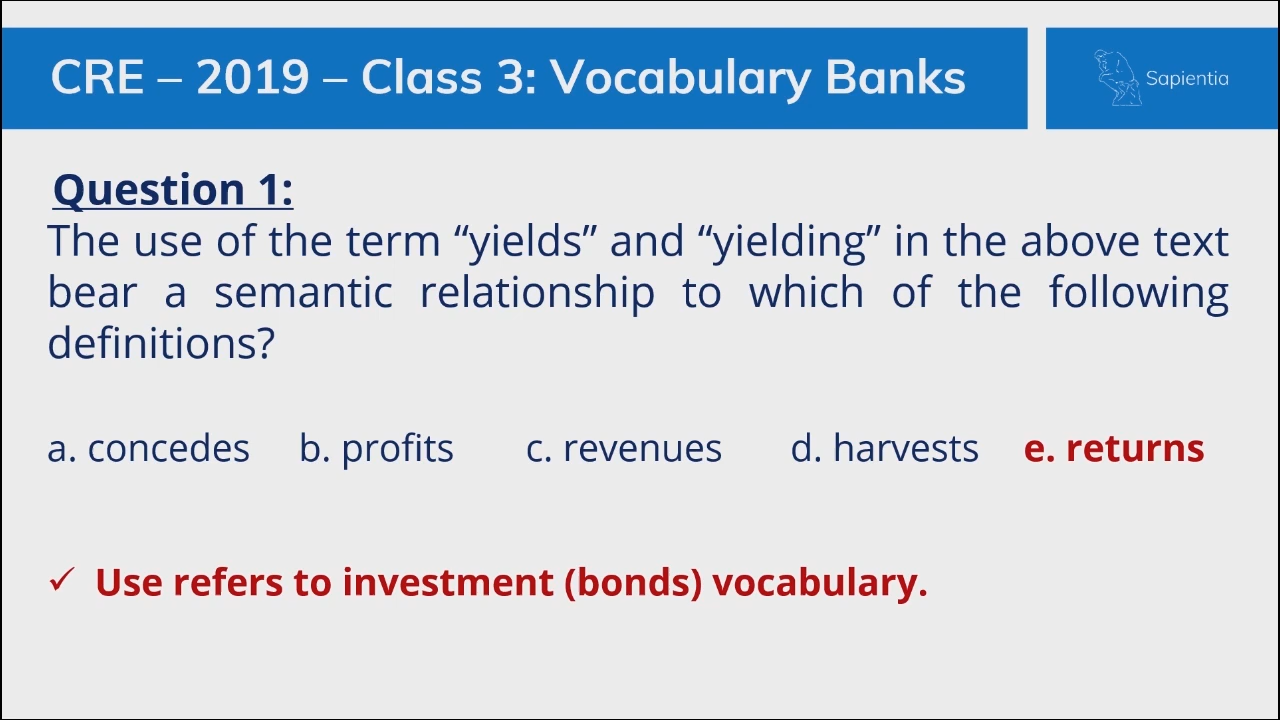 CRE – 2019 – Class 3: Vocabulary Banks
Sapientia
Question 1:
The use of the term “yields” and “yielding” in the above text
bear a semantic relationship to which of the following
definitions?
a. concedes b. profits c. revenues d. harvests e. returns
✓ Use refers to investment (bonds) vocabulary.